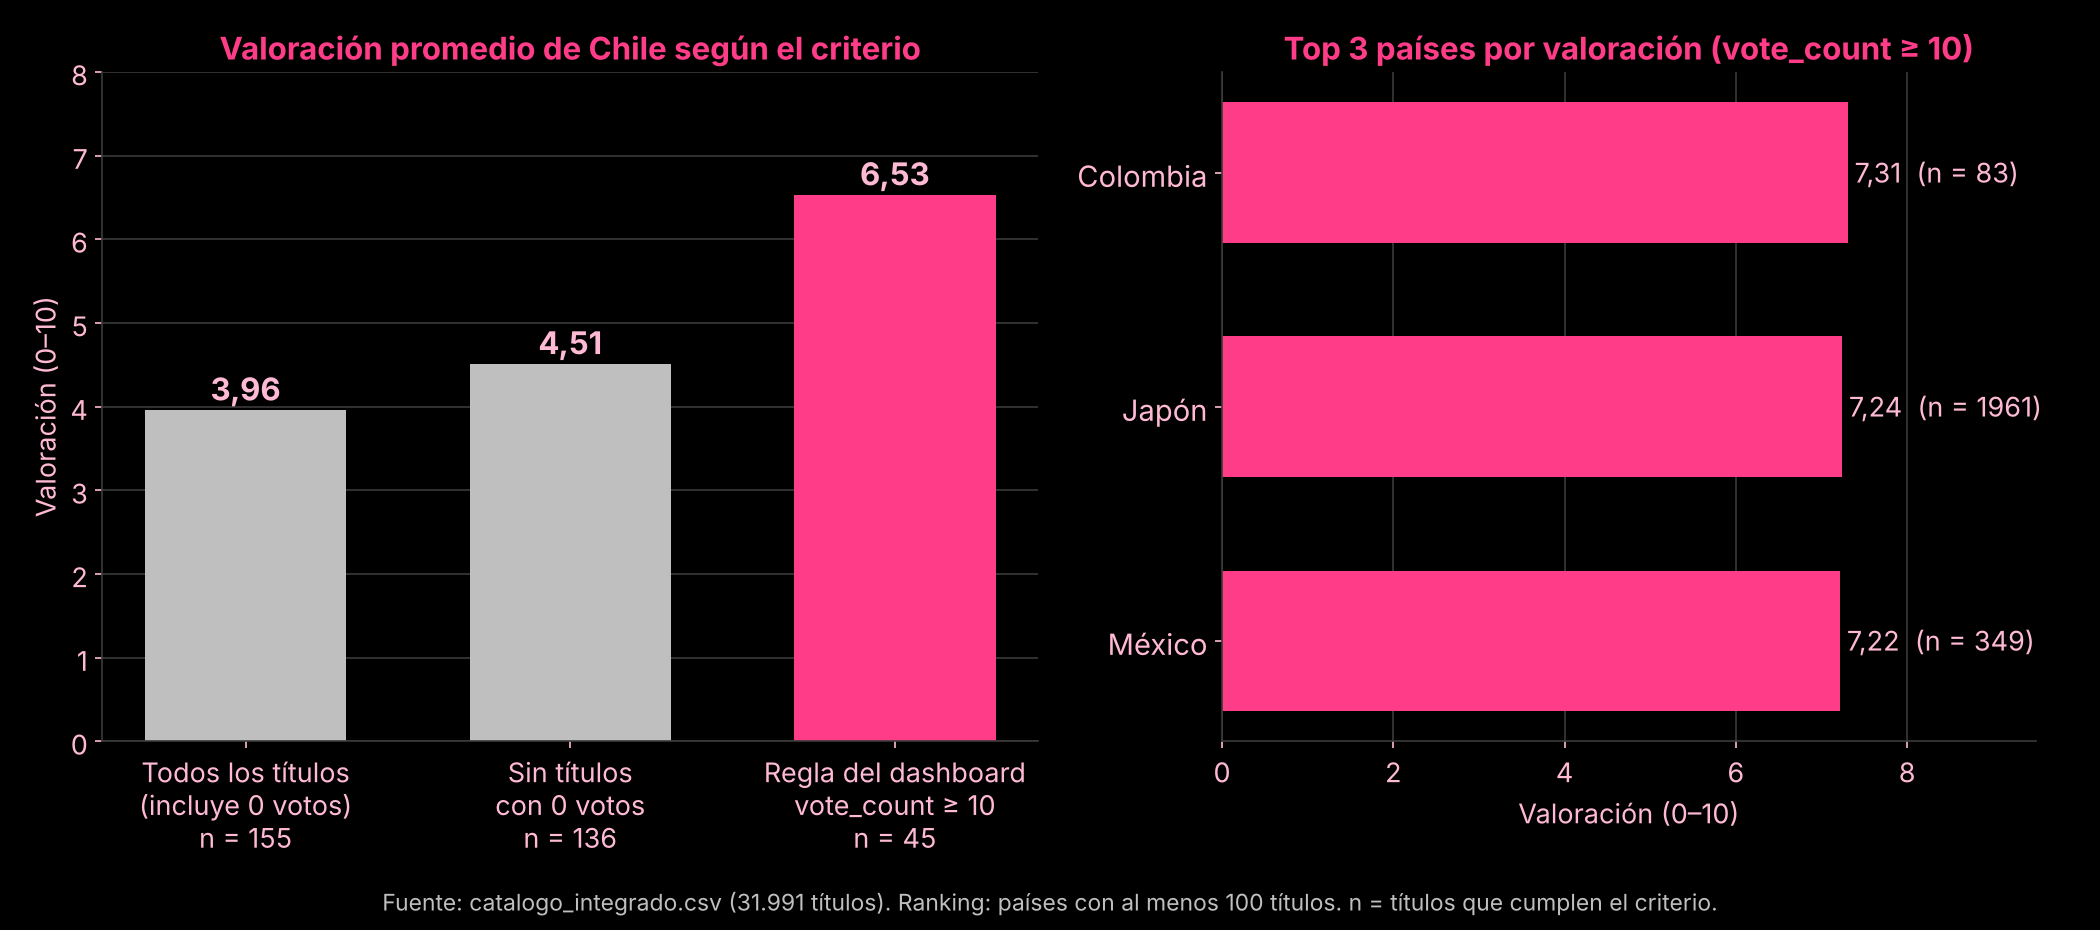 Valoración promedio de Chile según el criterio
Valoración (0–10)
8
7
6
5
4
3
2
1
0
3,96
4,51
6,53
Todos los títulos
(incluye 0 votos)
n = 155
Sin títulos
con 0 votos
n = 136
Regla del dashboard
vote_count ≥ 10
n = 45
Top 3 países por valoración (vote_count ≥ 10)
Colombia
7,31 (n = 83)
Japón
7,24 (n = 1961)
México
7,22 (n = 349)
0
2
4
6
8
Valoración (0–10)
Fuente: catalogo_integrado.csv (31.991 títulos). Ranking: países con al menos 100 títulos. n = títulos que cumplen el criterio.